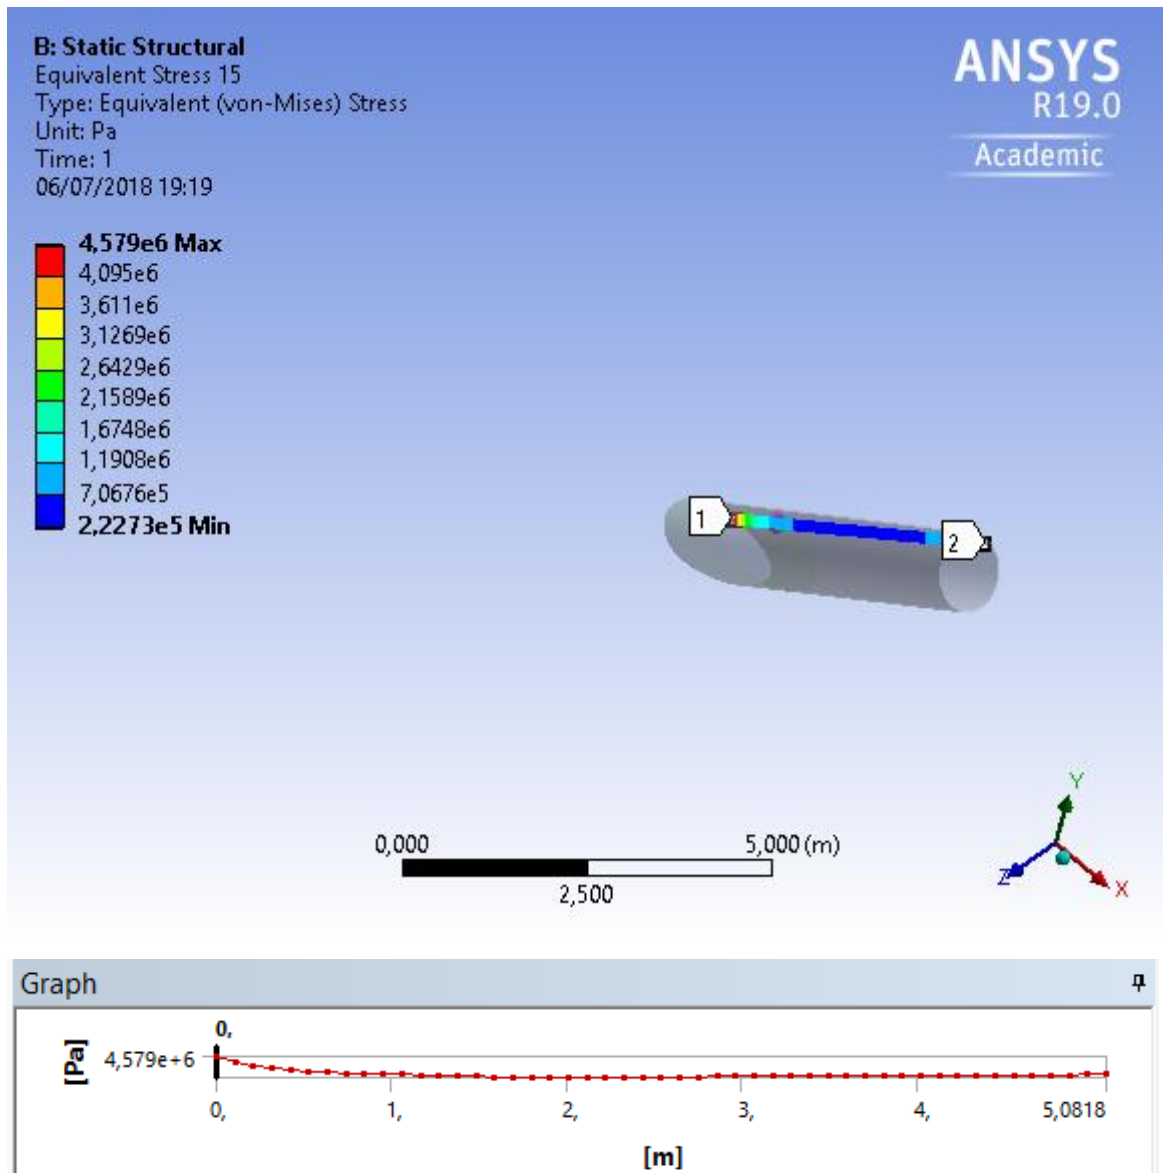 B: Static Structural
Equivalent Stress 15
Type: Equivalent (von-Mises) Stress
Unit: Pa
Time: 1
06/07/2018 19:19
ANSYS
R19.0
Academic
4,579e6 Max
4,095e6
3,611e6
3,1269e6
2,6429e6
2,1589e6
1,6748e6
1,1908e6
7,0676e5
2,2273e5 Min
1
2
0,000
5,000 (m)
2,500
Y
Z
X
Graph
0,
[Pa]
4,579e+6
0,
1,
2,
3,
4,
5,0818
[m]